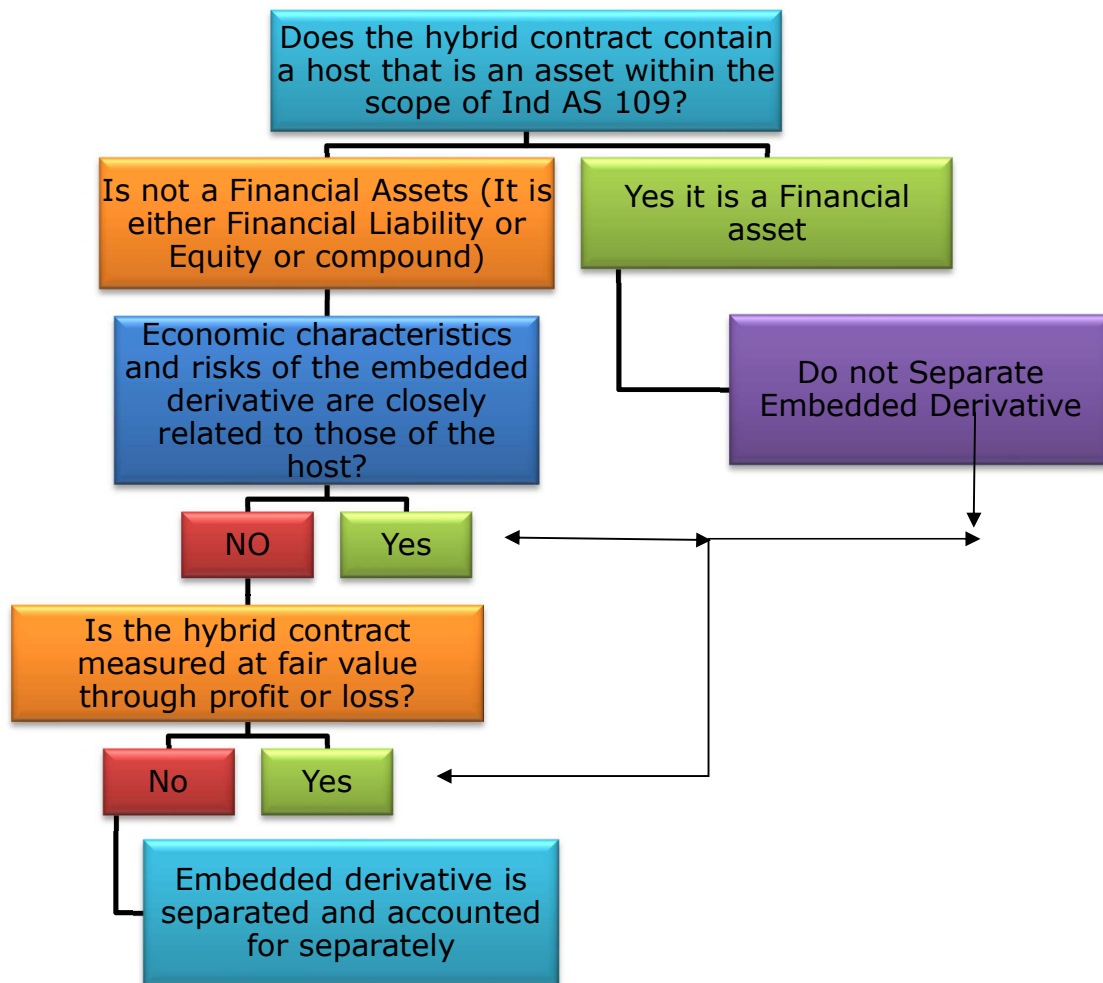 Does the hybrid contract contain
a host that is an asset within the
scope of Ind AS 109?
Is not a Financial Assets (It is
either Financial Liability or
Equity or compound)
Yes it is a Financial
asset
Economic characteristics
and risks of the embedded
derivative are closely
related to those of the
host?
Do not Separate
Embedded Derivative
NO
Yes
Is the hybrid contract
measured at fair value
through profit or loss?
No
Yes
Embedded derivative is
separated and accounted
for separately